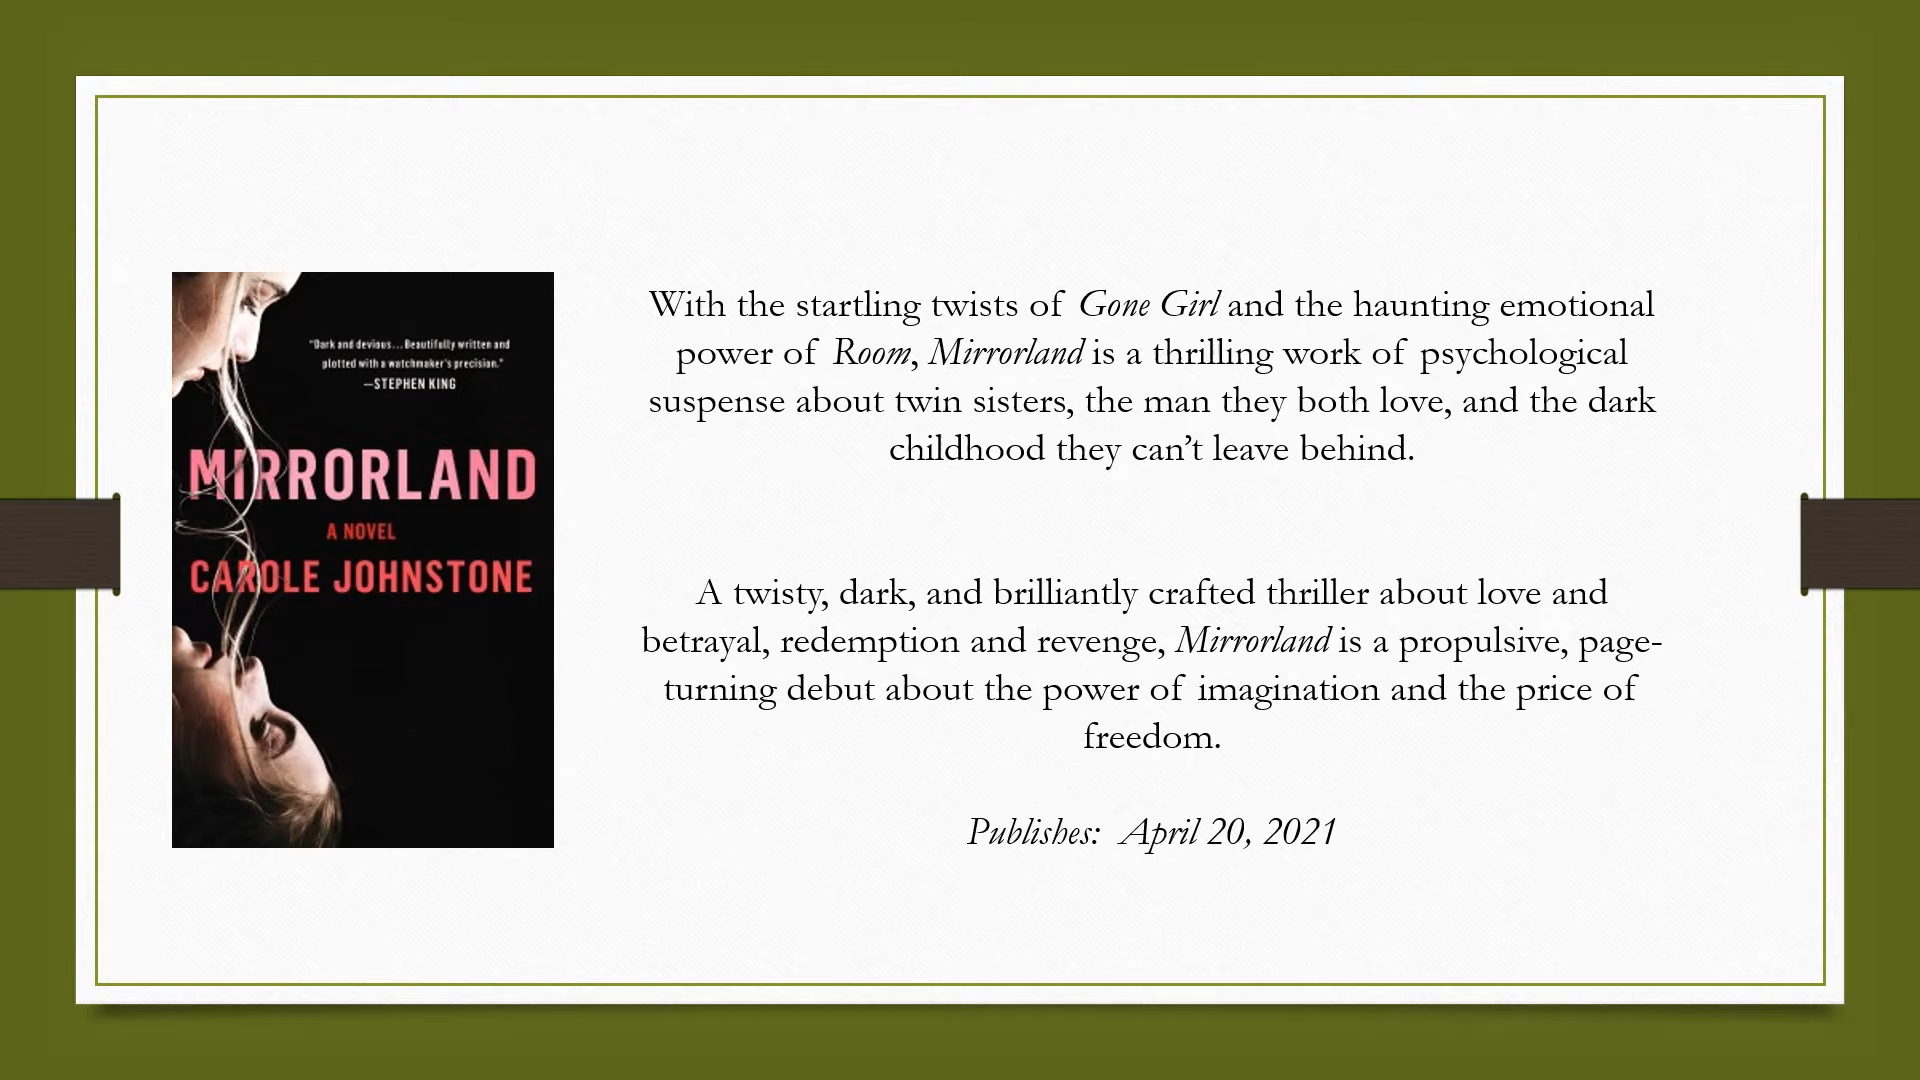 "Dark and devious... Beautifully written and
plotted with a watchmaker's precision."
—STEPHEN KING
MIRRORLAND
A NOVEL
CAROLE JOHNSTONE
With the startling twists of Gone Girl and the haunting emotional
power of Room, Mirrorland is a thrilling work of psychological
suspense about twin sisters, the man they both love, and the dark
childhood they can’t leave behind.
A twisty, dark, and brilliantly crafted thriller about love and
betrayal, redemption and revenge, Mirrorland is a propulsive, page-
turning debut about the power of imagination and the price of
freedom.
Publishes: April 20, 2021